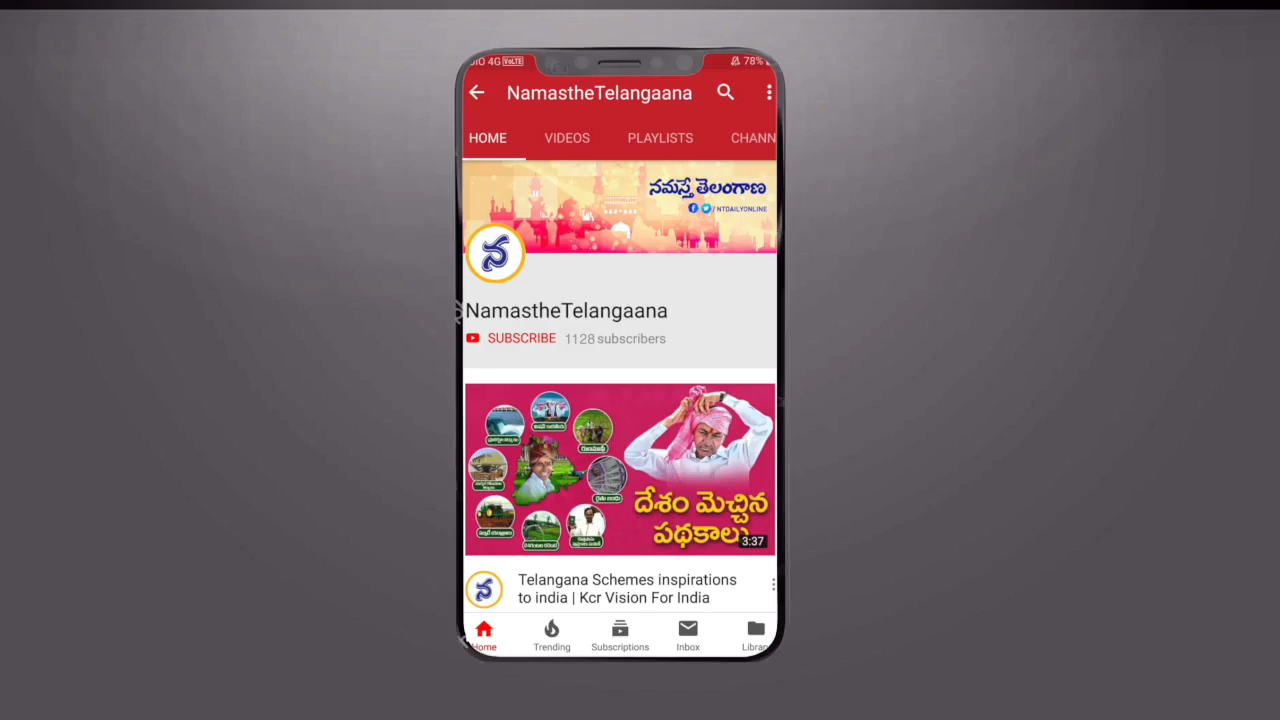 JIO 4G VoLTE 78%
NamastheTelangaana
HOME VIDEOS PLAYLISTS CHANN
నమస్తే తెలంగాణ
/ NTDAILYONLINE
న
NamastheTelangaana
SUBSCRIBE 1128 subscribers
రైతు బంధు
దేశం మెచ్చిన
పథకాలు
3:37
న
Telangana Schemes inspirations
to india | Kcr Vision For India
Home Trending Subscriptions Inbox Librar